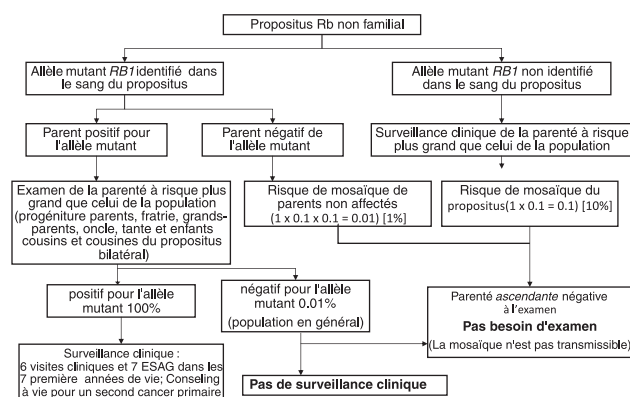 Propositus Rb non familial
Allèle mutant RB1 identifié dans
le sang du propositus
Allèle mutant RB1 non identifié
dans le sang du propositus
Parent positif pour
l'allèle mutant
Parent négatif de
l'allèle mutant
Surveillance clinique de la parenté à risque
plus grand que celui de la population
Examen de la parenté à risque plus
grand que celui de la population
(progéniture parents, fratrie, grands-
parents, oncle, tante et enfants
cousins et cousines du propositus
bilatéral)
Risque de mosaïque de
parents non affectés
(1 x 0.1 x 0.1 = 0.01) [1%]
Risque de mosaïque du
propositus(1 x 0.1 = 0.1) [10%]
positif pour l'allèle
mutant 100%
négatif pour l'allèle
mutant 0.01%
(population en général)
Parenté ascendante négative
à l'examen
Pas besoin d'examen
(La mosaïque n'est pas transmissible)
Surveillance clinique :
6 visites cliniques et 7 ESAG dans les
7 première années de vie; Conseling
à vie pour un second cancer primaire
Pas de surveillance clinique